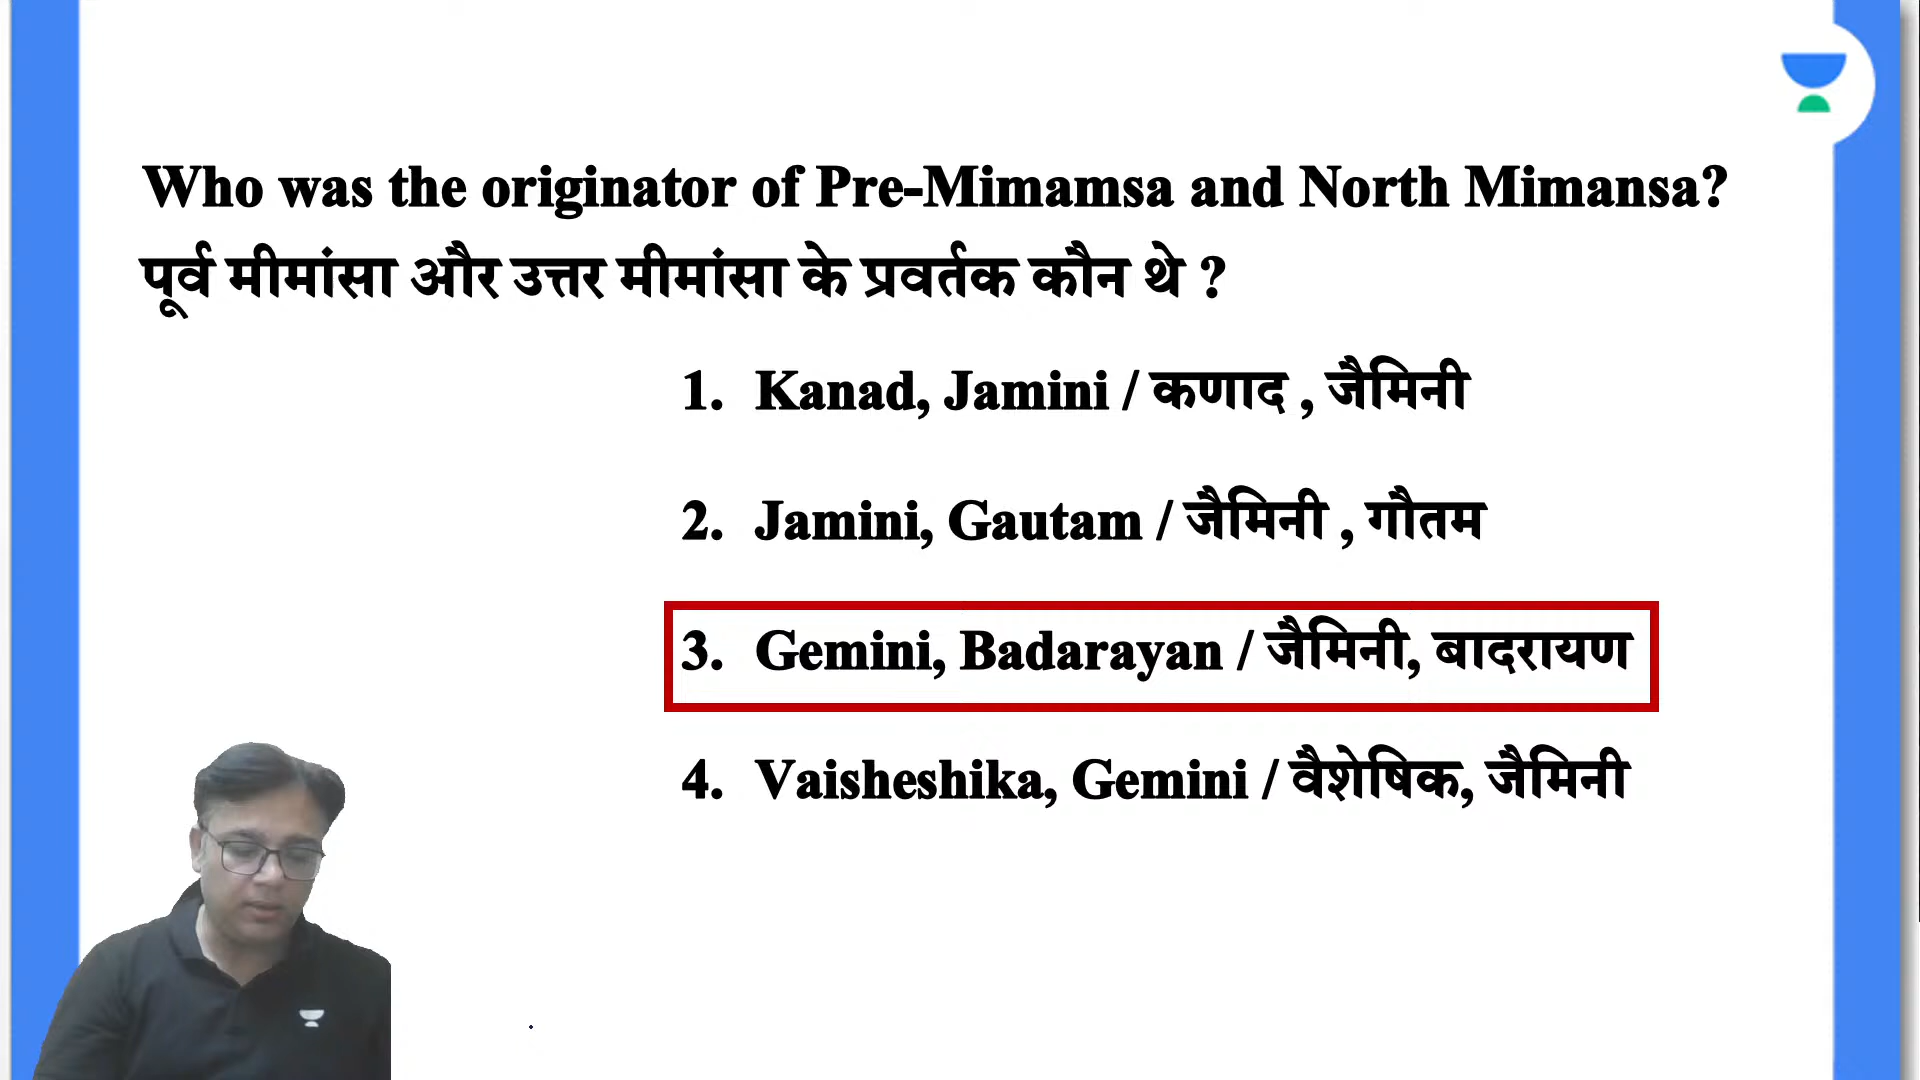 Who was the originator of Pre-Mimamsa and North Mimansa?
पूर्व मीमांसा और उत्तर मीमांसा के प्रवर्तक कौन थे ?
1. Kanad, Jamini / कणाद , जैमिनी
2. Jamini, Gautam / जैमिनी , गौतम
3. Gemini, Badarayan / जैमिनी, बादरायण
4. Vaisheshika, Gemini / वैशेषिक, जैमिनी